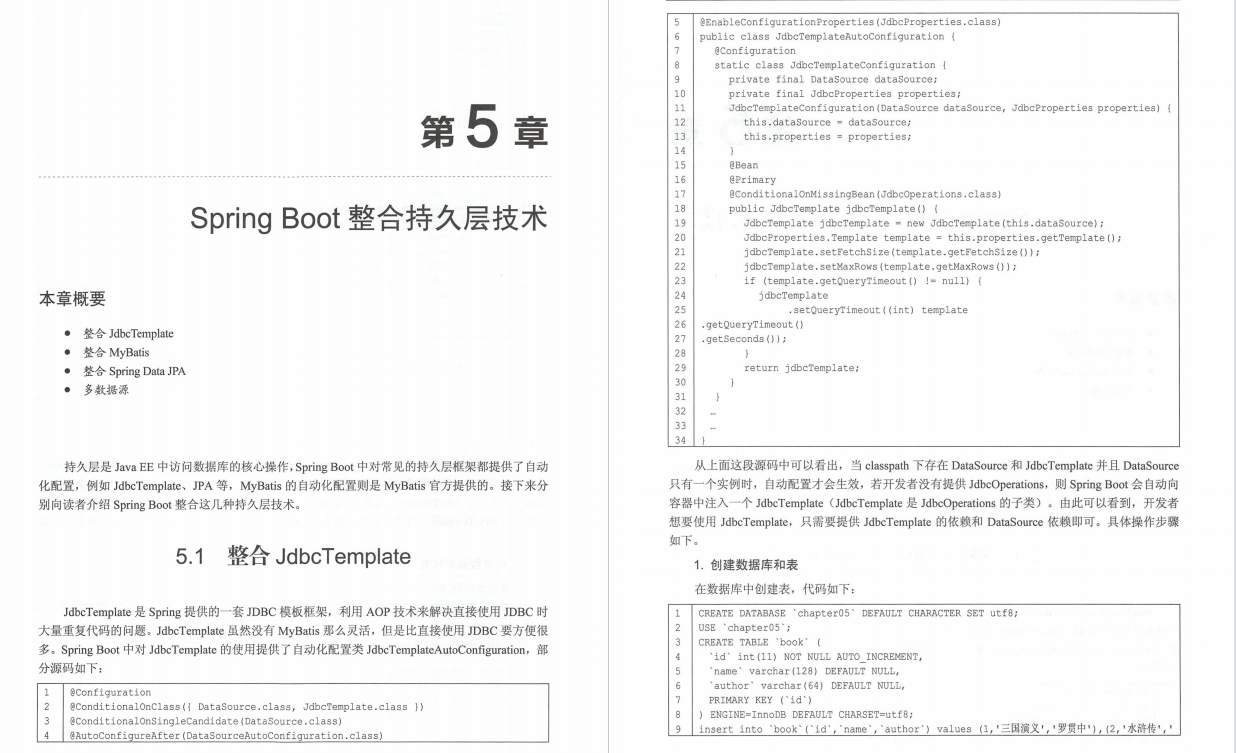 第5章
Spring Boot 整合持久层技术
本章概要
● 整合 JdbcTemplate
● 整合 MyBatis
● 整合 Spring Data JPA
● 多数据源
持久层是 Java EE 中访问数据库的核心操作，Spring Boot 中对常见的持久层框架都提供了自动
化配置，例如 JdbcTemplate、JPA 等，MyBatis 的自动化配置则是 MyBatis 官方提供的。接下来分
别向读者介绍 Spring Boot 整合这几种持久层技术。
5.1 整合 JdbcTemplate
JdbcTemplate 是 Spring 提供的一套 JDBC 模板框架，利用 AOP 技术来解决直接使用 JDBC 时
大量重复代码的问题。JdbcTemplate 虽然没有 MyBatis 那么灵活，但是比直接使用 JDBC 要方便很
多。Spring Boot 中对 JdbcTemplate 的使用提供了自动化配置类 JdbcTemplateAutoConfiguration，部
分源码如下：
1 @Configuration
2 @ConditionalOnClass({ DataSource.class, JdbcTemplate.class })
3 @ConditionalOnSingleCandidate(DataSource.class)
4 @AutoConfigureAfter(DataSourceAutoConfiguration.class)
5 @EnableConfigurationProperties(JdbcProperties.class)
6 public class JdbcTemplateAutoConfiguration {
7 @Configuration
8 static class JdbcTemplateConfiguration {
9 private final DataSource dataSource;
10 private final JdbcProperties properties;
11 JdbcTemplateConfiguration(DataSource dataSource, JdbcProperties properties) {
12 this.dataSource = dataSource;
13 this.properties = properties;
14 }
15 @Bean
16 @Primary
17 @ConditionalOnMissingBean(JdbcOperations.class)
18 public JdbcTemplate jdbcTemplate() {
19 JdbcTemplate jdbcTemplate = new JdbcTemplate(this.dataSource);
20 JdbcProperties.Template template = this.properties.getTemplate();
21 jdbcTemplate.setFetchSize(template.getFetchSize());
22 jdbcTemplate.setMaxRows(template.getMaxRows());
23 if (template.getQueryTimeout() != null) {
24 jdbcTemplate
25 .setQueryTimeout((int) template
26 .getQueryTimeout()
27 .getSeconds());
28 }
29 return jdbcTemplate;
30 }
31 }
32 …
33 …
34 }
从上面这段源码中可以看出，当 classpath 下存在 DataSource 和 JdbcTemplate 并且 DataSource
只有一个实例时，自动配置才会生效，若开发者没有提供 JdbcOperations，则 Spring Boot 会自动向
容器中注入一个 JdbcTemplate（JdbcTemplate 是 JdbcOperations 的子类）。由此可以看到，开发者
想要使用 JdbcTemplate，只需要提供 JdbcTemplate 的依赖和 DataSource 依赖即可。具体操作步骤
如下。
1. 创建数据库和表
在数据库中创建表，代码如下：
1 CREATE DATABASE `chapter05` DEFAULT CHARACTER SET utf8;
2 USE `chapter05`;
3 CREATE TABLE `book` (
4 `id` int(11) NOT NULL AUTO_INCREMENT,
5 `name` varchar(128) DEFAULT NULL,
6 `author` varchar(64) DEFAULT NULL,
7 PRIMARY KEY (`id`)
8 ) ENGINE=InnoDB DEFAULT CHARSET=utf8;
9 insert into `book`(`id`,`name`,`author`) values (1,'三国演义','罗贯中'),(2,'水浒传','